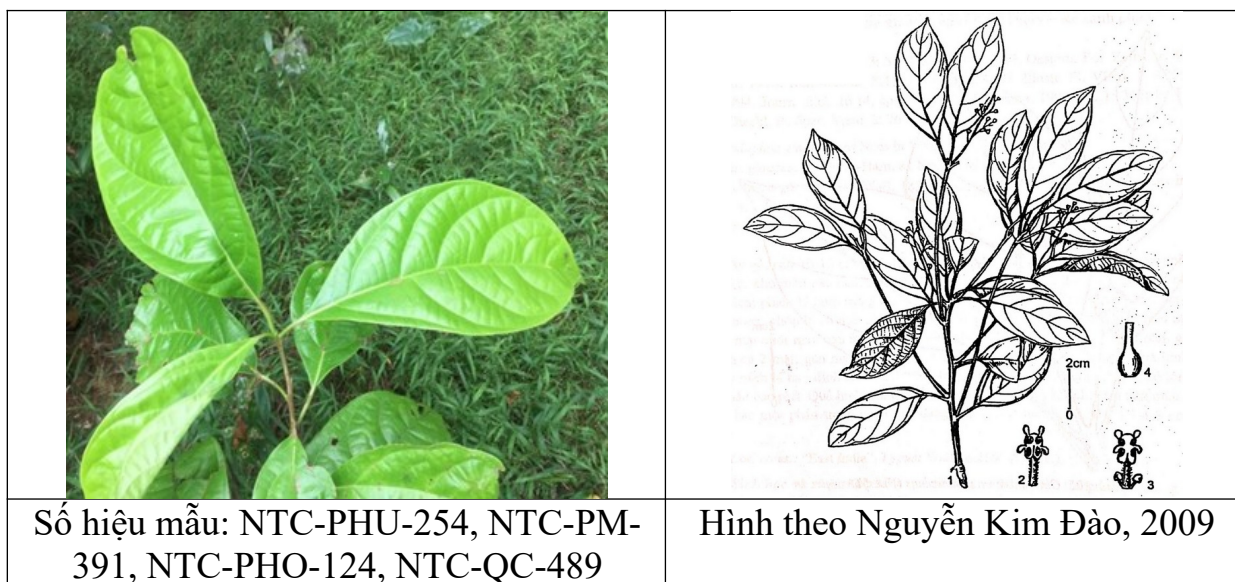 2cm
0
4
1
2
3
Số hiệu mẫu: NTC-PHU-254, NTC-PM-
391, NTC-PHO-124, NTC-QC-489
Hình theo Nguyễn Kim Đào, 2009